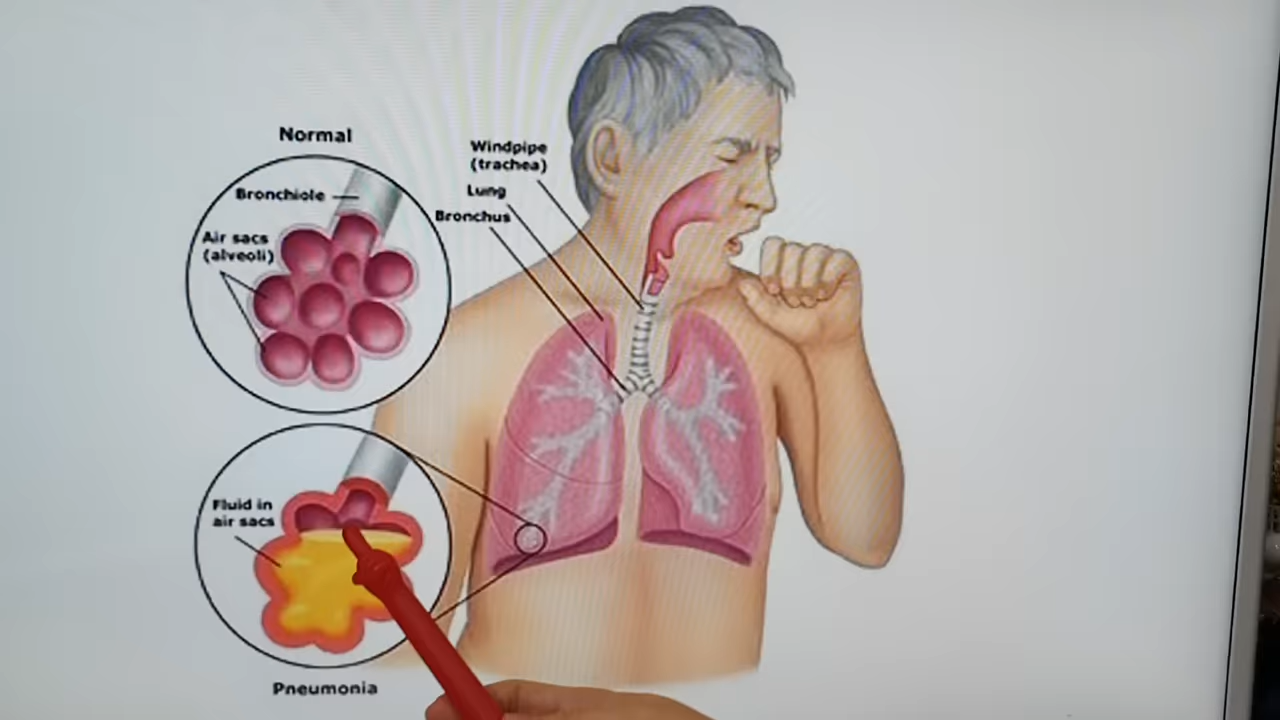 Normal
Bronchiole
Air sacs
(alveoli)
Windpipe
(trachea)
Lung
Bronchus
Fluid in
air sacs
Pneumonia